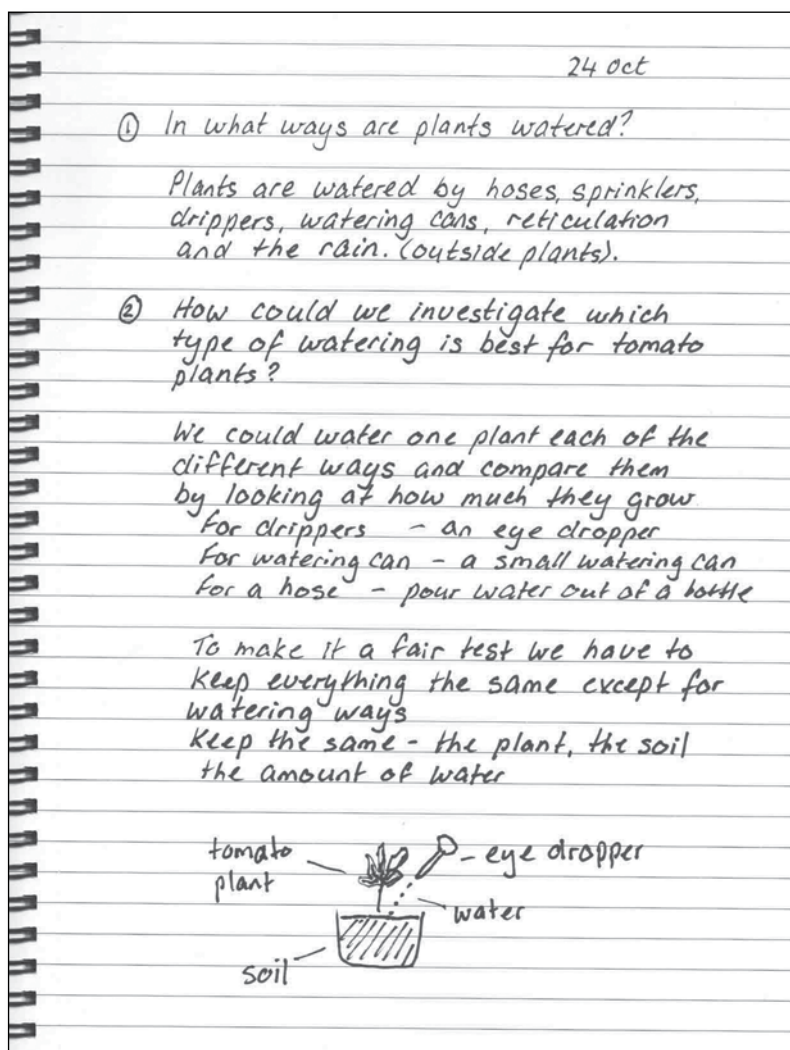 24 Oct
① In what ways are plants watered?
Plants are watered by hoses, sprinklers,
drippers, watering cans, reticulation
and the rain. (outside plants).
② How could we investigate which
type of watering is best for tomato
plants?
We could water one plant each of the
different ways and compare them
by looking at how much they grow
For drippers – an eye dropper
For watering can – a small watering can
For a hose – pour water out of a bottle
To make it a fair test we have to
keep everything the same except for
watering ways
Keep the same – the plant, the soil
the amount of water
tomato
plant
eye dropper
water
soil